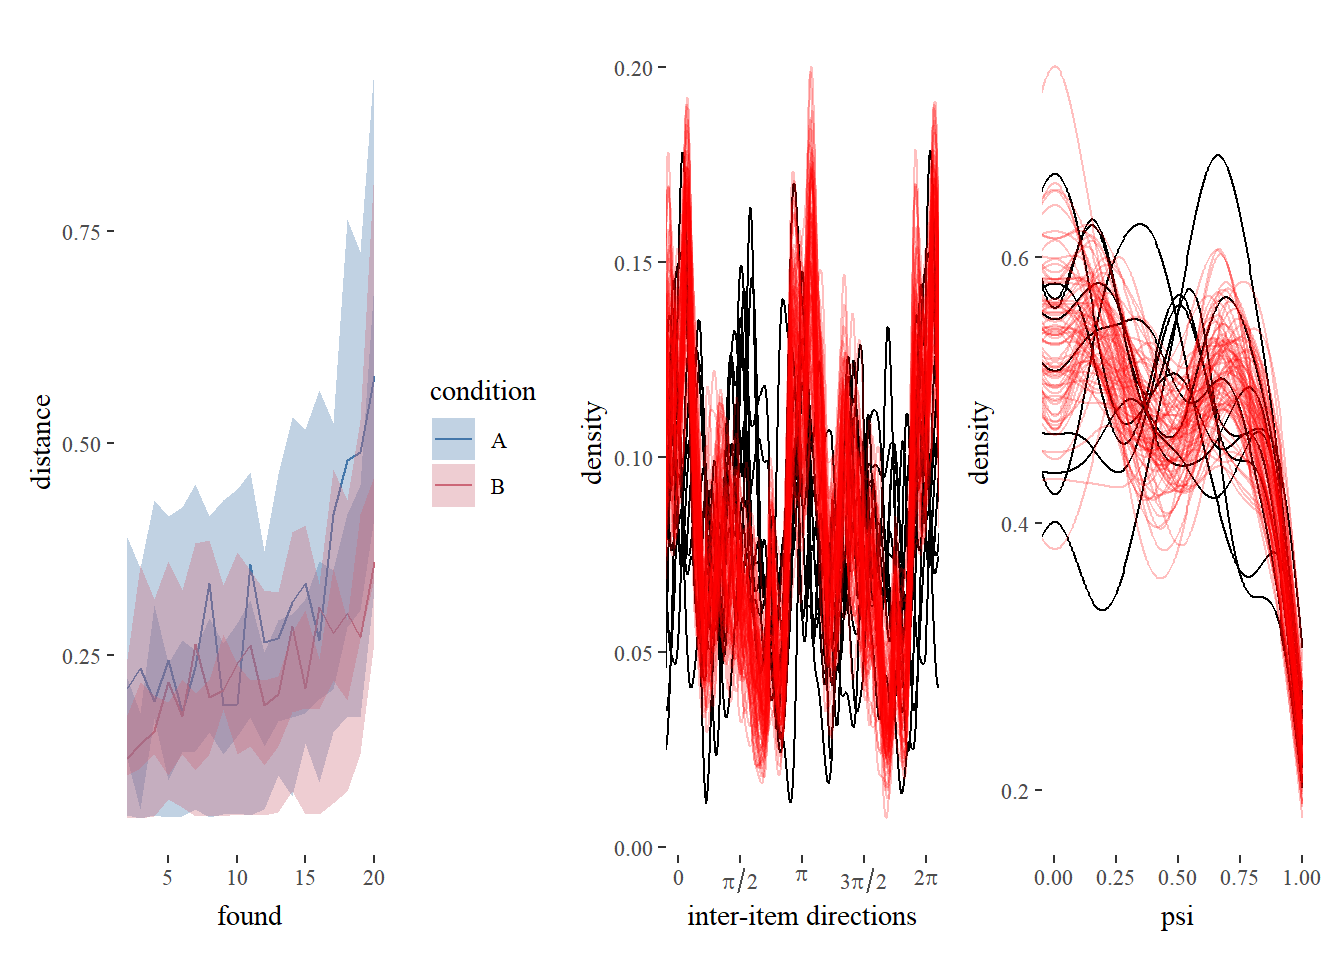 distance
0.75
0.50
0.25
5 10 15 20
found
condition
A
B
density
0.20
0.15
0.10
0.05
0.00
0 π/2 π 3π/2 2π
inter-item directions
density
0.6
0.4
0.2
0.00 0.25 0.50 0.75 1.00
psi